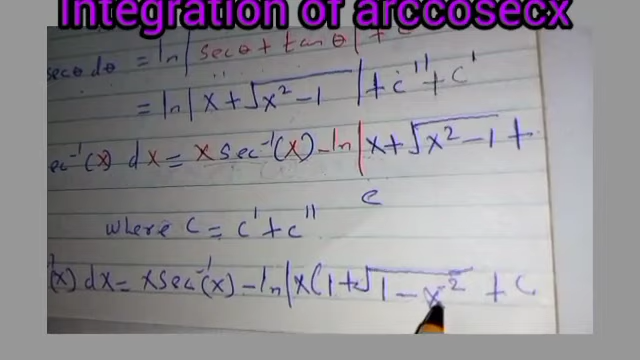 Integration of arccosecx
secθ dθ = ln|secθ + tanθ| + c
= ln|x + √x² - 1 | + c'' + c'
ec⁻¹(x) dx = x sec⁻¹(x) - ln|x + √x² - 1 +
c
where c = c' + c''
(x) dx = x sec⁻¹(x) - ln|x(1 + √1 - x⁻² + c